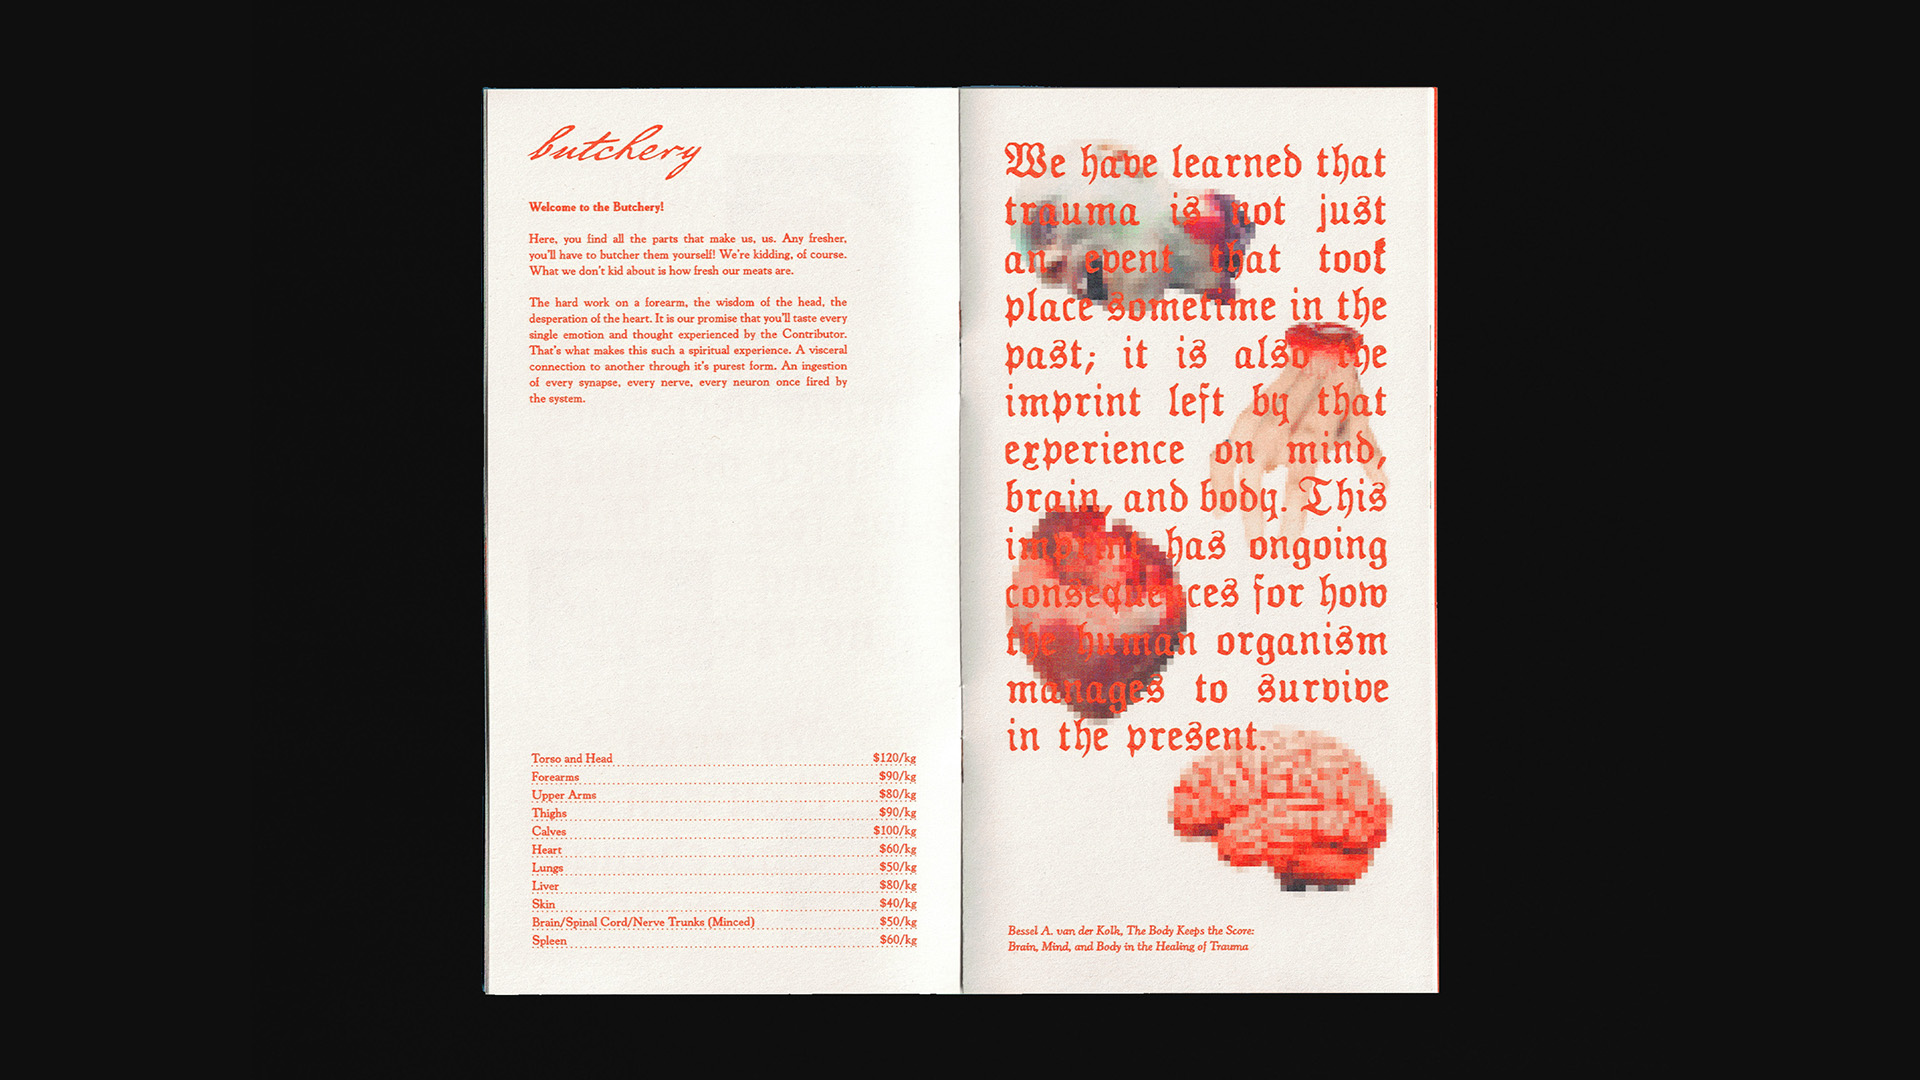 butchery
Welcome to the Butchery!
Here, you find all the parts that make us, us. Any fresher,
you'll have to butcher them yourself! We're kidding, of course.
What we don't kid about is how fresh our meats are.
The hard work on a forearm, the wisdom of the head, the
desperation of the heart. It is our promise that you'll taste every
single emotion and thought experienced by the Contributor.
That's what makes this such a spiritual experience. A visceral
connection to another through it's purest form. An ingestion
of every synapse, every nerve, every neuron once fired by
the system.
Torso and Head $120/kg
Forearms $90/kg
Upper Arms $80/kg
Thighs $90/kg
Calves $100/kg
Heart $60/kg
Lungs $50/kg
Liver $80/kg
Skin $40/kg
Brain/Spinal Cord/Nerve Trunks (Minced) $50/kg
Spleen $60/kg
We have learned that
trauma is not just
an event that took
place sometime in the
past; it is also the
imprint left by that
experience on mind,
brain, and body. This
imprint has ongoing
consequences for how
the human organism
manages to survive
in the present.
Bessel A. van der Kolk, The Body Keeps the Score:
Brain, Mind, and Body in the Healing of Trauma